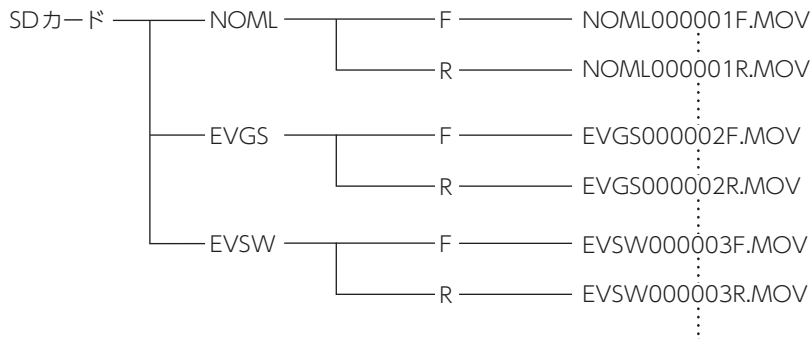 SDカード NOML F NOML000001F.MOV
R NOML000001R.MOV
EVGS F EVGS000002F.MOV
R EVGS000002R.MOV
EVSW F EVSW000003F.MOV
R EVSW000003R.MOV